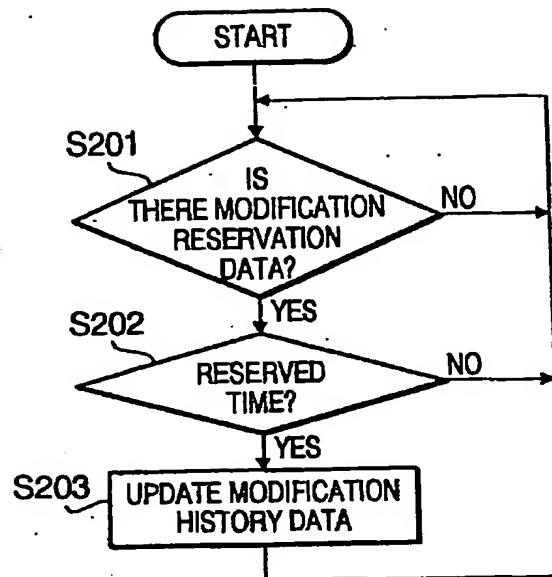 START
S201
IS
THERE MODIFICATION
RESERVATION
DATA?
NO
YES
S202
RESERVED
TIME?
NO
YES
S203
UPDATE MODIFICATION
HISTORY DATA